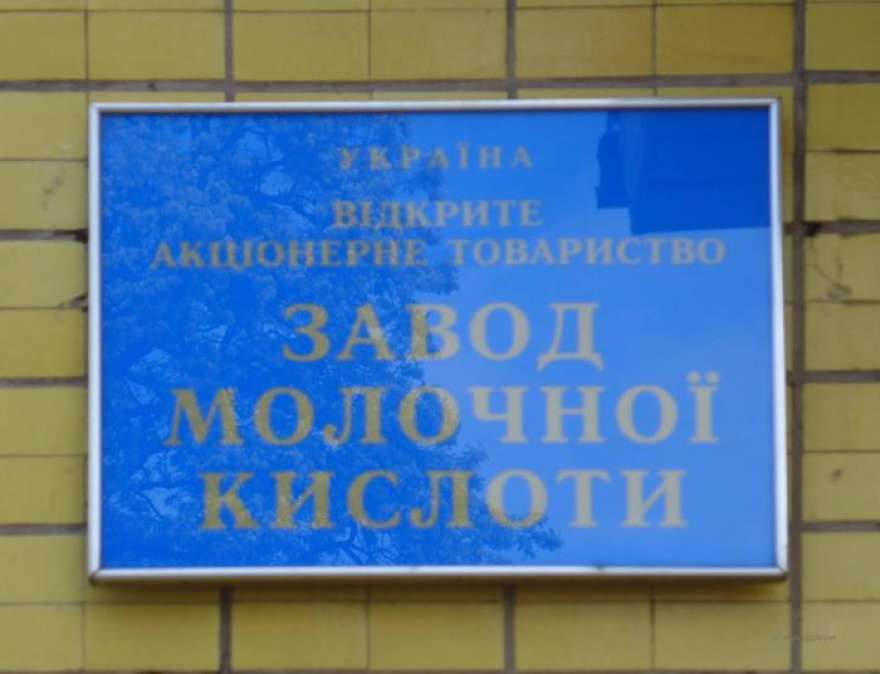 УКРАЇНА
ВІДКРИТЕ
АКЦІОНЕРНЕ ТОВАРИСТВО
ЗАВОД
МОЛОЧНОЇ
КИСЛОТИ